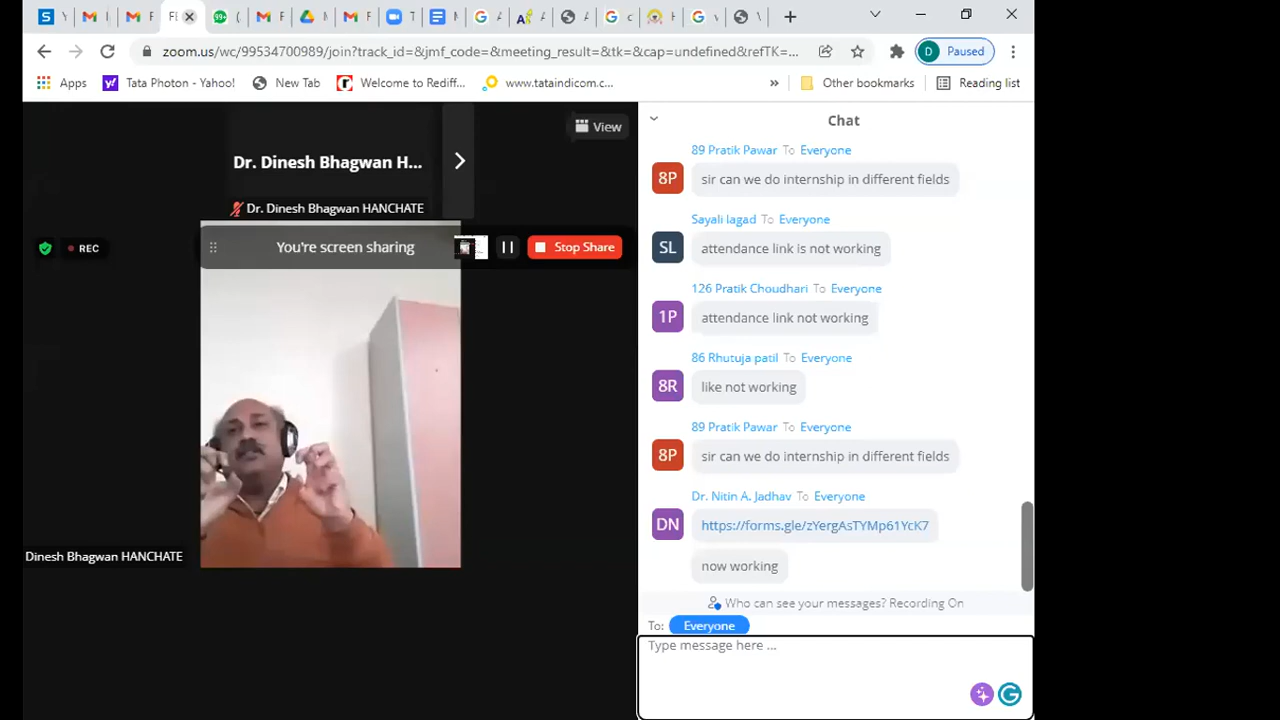 zoom.us/wc/99534700989/join?track_id=&jmf_code=&meeting_result=&tk=&cap=undefined&refTK=...
D Paused
Apps
Tata Photon - Yahoo!
New Tab
Welcome to Rediff...
www.tataindicom.c...
»
Other bookmarks
Reading list
View
Dr. Dinesh Bhagwan H...
Dr. Dinesh Bhagwan HANCHATE
REC
You're screen sharing
Stop Share
Dinesh Bhagwan HANCHATE
Chat
89 Pratik Pawar To Everyone
8P
sir can we do internship in different fields
Sayali lagad To Everyone
SL
attendance link is not working
126 Pratik Choudhari To Everyone
1P
attendance link not working
86 Rhutuja patil To Everyone
8R
like not working
89 Pratik Pawar To Everyone
8P
sir can we do internship in different fields
Dr. Nitin A. Jadhav To Everyone
DN
https://forms.gle/zYergAsTYMp61YcK7
now working
Who can see your messages? Recording On
To: Everyone
Type message here ...